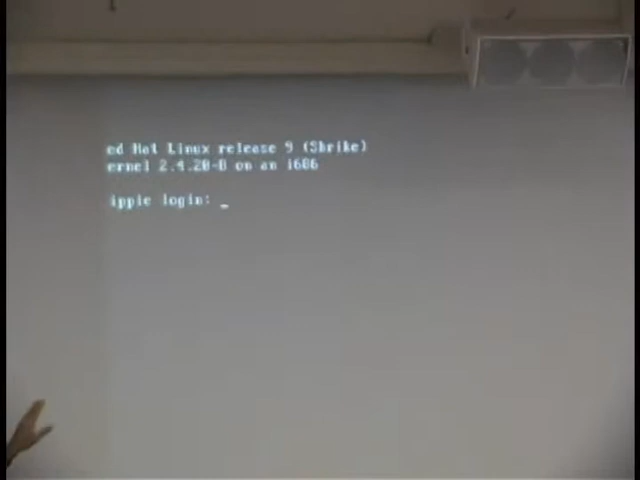 ed Hat Linux release 9 (Shrike)
ernel 2.4.20-8 on an i686
ipple login: _